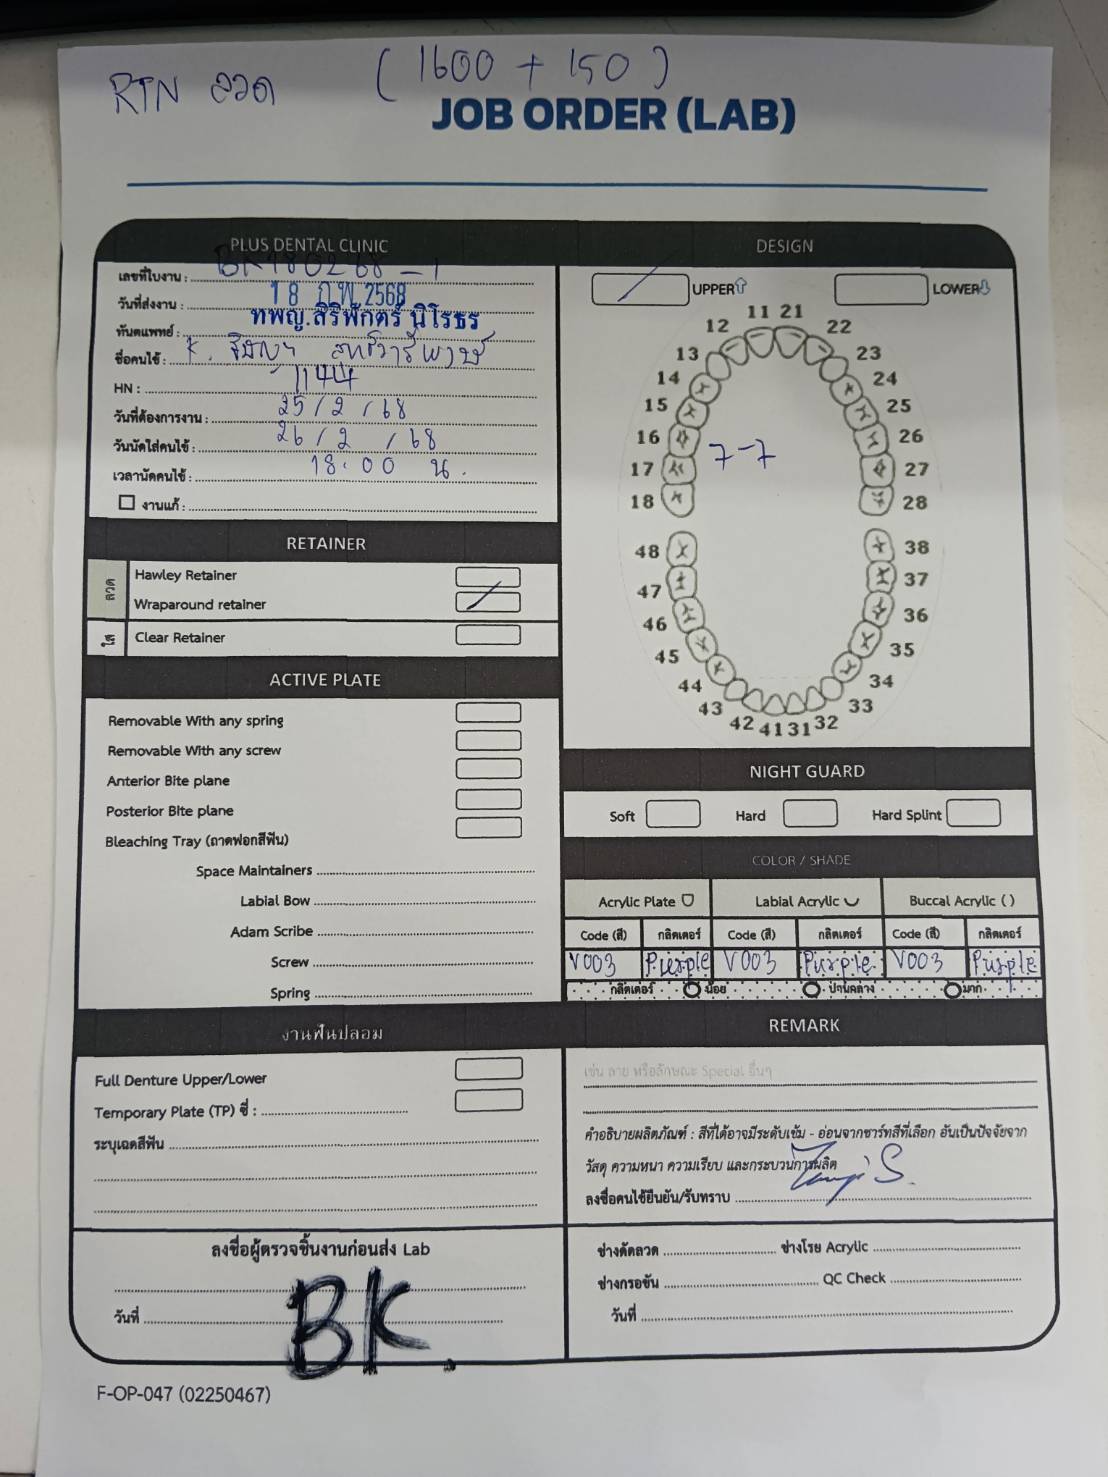 RTN ลวด (1600 + 150)
JOB ORDER (LAB)
PLUS DENTAL CLINIC
เลขที่ใบงาน : BK180268-1
วันที่ส่งงาน : 18 ก.พ. 2568
ทันตแพทย์ : ทพญ.สิริพักตร์ นิโรธร
ชื่อคนไข้ : K.
HN : 1144
วันที่ต้องการงาน : 25/2/68
วันนัดใส่คนไข้ : 26/2/68
เวลานัดคนไข้ : 18.00 น.
งานแก้ :
RETAINER
ลวด
Hawley Retainer
Wraparound retainer
ใส
Clear Retainer
ACTIVE PLATE
Removable With any spring
Removable With any screw
Anterior Bite plane
Posterior Bite plane
Bleaching Tray (ถาดฟอกสีฟัน)
Space Maintainers
Labial Bow
Adam Scribe
Screw
Spring
งานฟันปลอม
Full Denture Upper/Lower
Temporary Plate (TP) ซี่ :
ระบุเฉดสีฟัน
ลงชื่อผู้ตรวจชิ้นงานก่อนส่ง Lab
BK.
วันที่
DESIGN
UPPER LOWER
11 21
12 22
13 23
14 24
15 25
16 26
17 7-7 27
18 28
48 38
47 37
46 36
45 35
44 34
43 33
42 41 31 32
NIGHT GUARD
Soft Hard Hard Splint
COLOR / SHADE
Acrylic Plate Labial Acrylic Buccal Acrylic ( )
Code (สี) กลิตเตอร์ Code (สี) กลิตเตอร์ Code (สี) กลิตเตอร์
V003 Purple V003 Purple V003 Purple
กลิตเตอร์ น้อย ปานกลาง มาก
REMARK
เช่น ลาย หรือลักษณะ Special อื่นๆ
คำอธิบายผลิตภัณฑ์ : สีที่ได้อาจมีระดับเข้ม - อ่อนจากชาร์ทสีที่เลือก อันเป็นปัจจัยจาก
วัสดุ ความหนา ความเรียบ และกระบวนการผลิต
ลงชื่อคนไข้ยืนยัน/รับทราบ
ช่างดัดลวด ช่างโรย Acrylic
ช่างกรอขัน QC Check
วันที่
F-OP-047 (02250467)